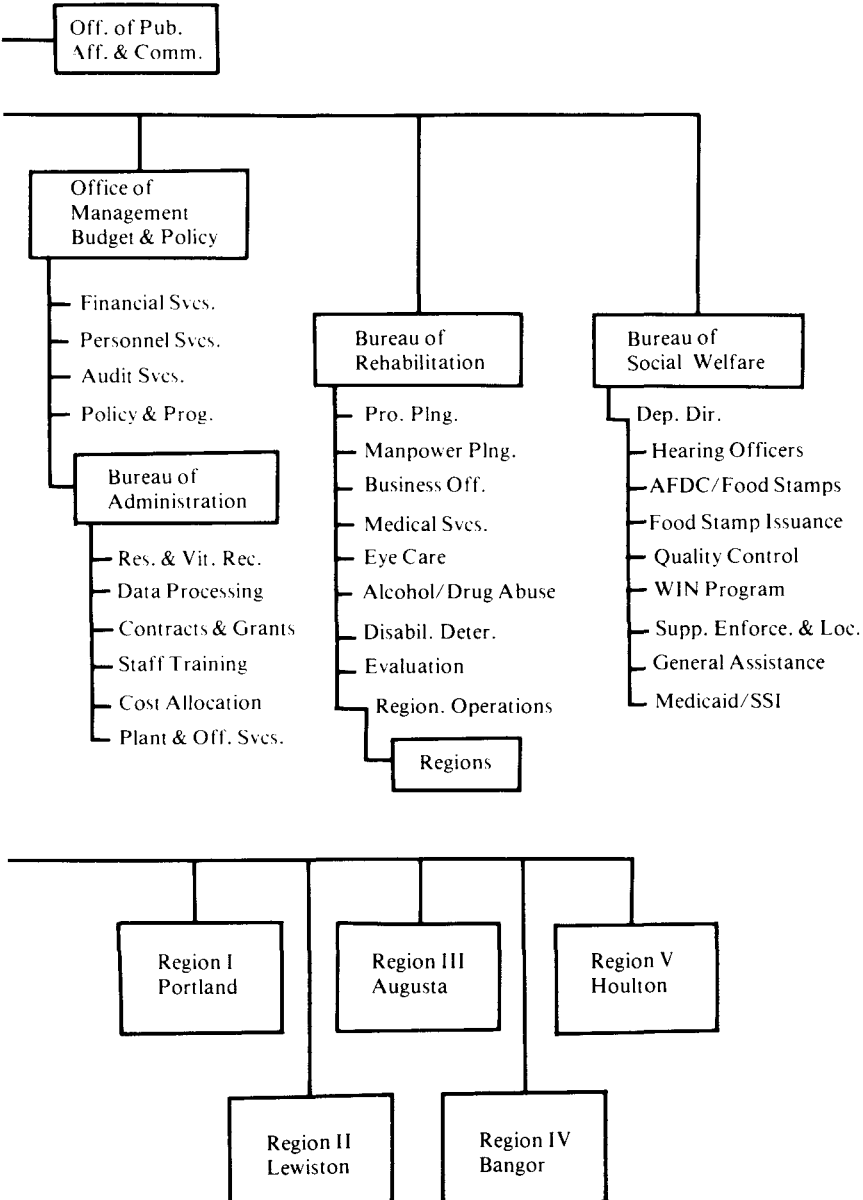 Off. of Pub.
Aff. & Comm.
Office of
Management
Budget & Policy
Financial Svcs.
Personnel Svcs.
Audit Svcs.
Policy & Prog.
Bureau of
Administration
Res. & Vit. Rec.
Data Processing
Contracts & Grants
Staff Training
Cost Allocation
Plant & Off. Svcs.
Bureau of
Rehabilitation
Pro. Plng.
Manpower Plng.
Business Off.
Medical Svcs.
Eye Care
Alcohol/Drug Abuse
Disabil. Deter.
Evaluation
Region. Operations
Regions
Bureau of
Social Welfare
Dep. Dir.
Hearing Officers
AFDC/Food Stamps
Food Stamp Issuance
Quality Control
WIN Program
Supp. Enforce. & Loc.
General Assistance
Medicaid/SSI
Region I
Portland
Region III
Augusta
Region V
Houlton
Region II
Lewiston
Region IV
Bangor